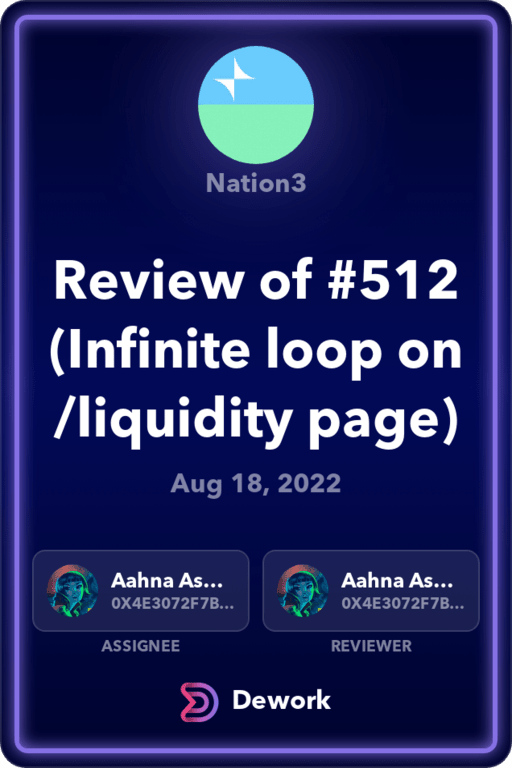 Nation3
Review of #512
(Infinite loop on
/liquidity page)
Aug 18, 2022
Aahna As... Aahna As...
0X4E3072F7B... 0X4E3072F7B...
ASSIGNEE REVIEWER
Dework